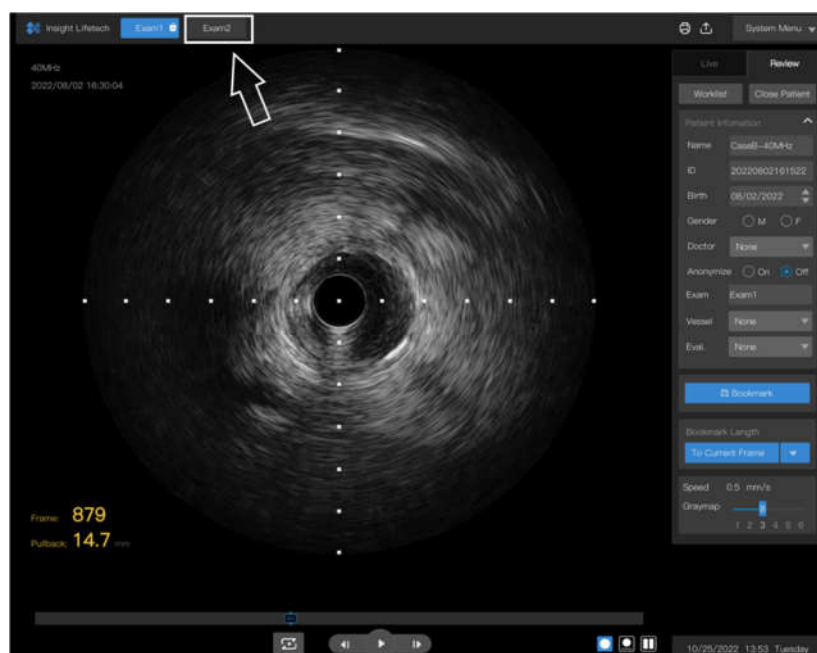 Insight Lifetech Exam1 Exam2 System Menu
40MHz
2022/08/02 16:30:04
Live Review
Worklist Close Patient
Patient Infomation
Name CaseB-40MHz
ID 20220802161522
Birth 08/02/2022
Gender M F
Doctor None
Anonymize On Off
Exam Exam1
Vessel None
Eval. None
Bookmark
Bookmark Length
To Current Frame
Speed 0.5 mm/s
Graymap
1 2 3 4 5 6
Frame: 879
Pullback: 14.7 mm
10/25/2022 13:53 Tuesday